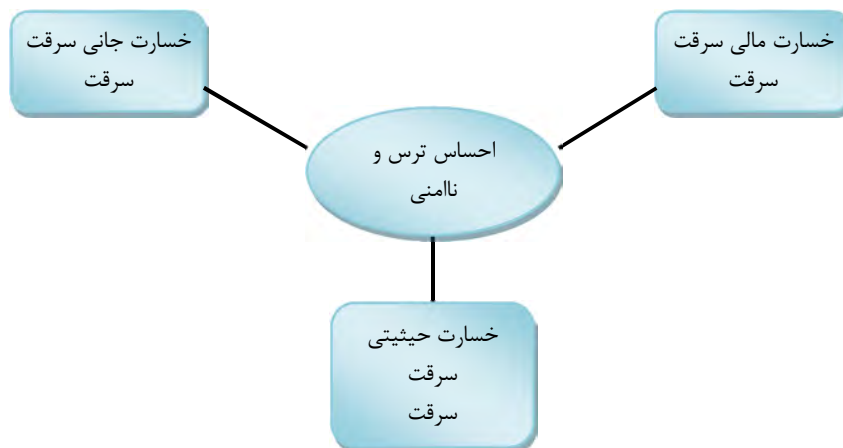 خسارت مالی سرقت
سرقت
خسارت جانی سرقت
سرقت
احساس ترس و
ناامنی
خسارت حیثیتی
سرقت
سرقت